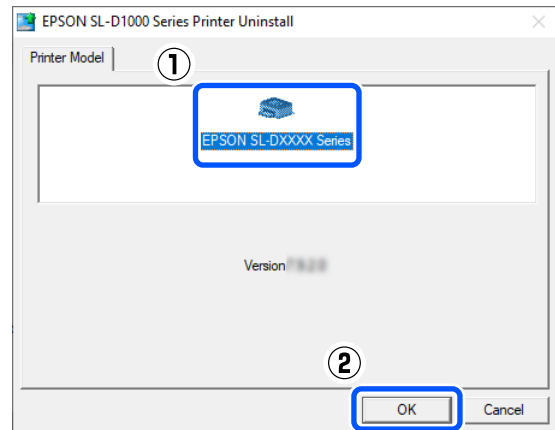 EPSON SL-D1000 Series Printer Uninstall
Printer Model
①
EPSON SL-DXXXX Series
Version
②
OK Cancel